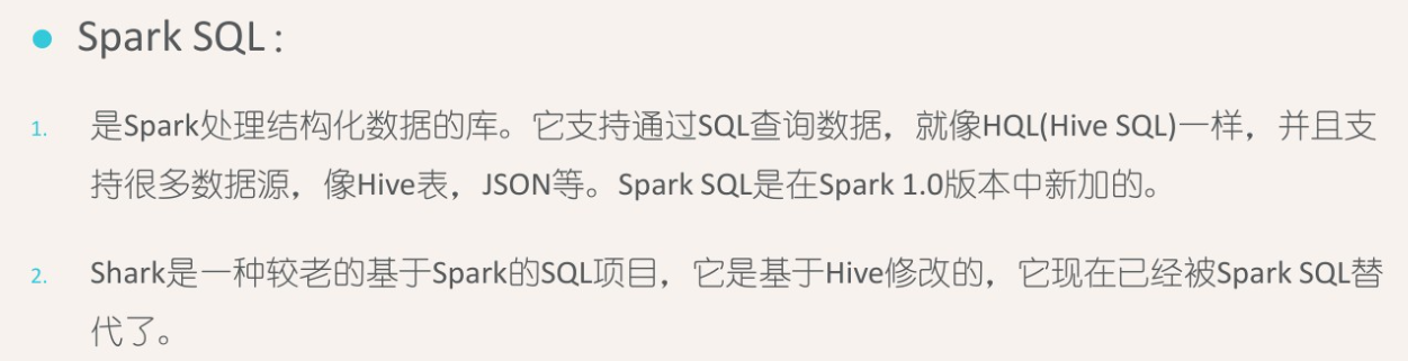 Spark SQL：
1. 是Spark处理结构化数据的库。它支持通过SQL查询数据，就像HQL(Hive SQL)一样，并且支
持很多数据源，像Hive表，JSON等。Spark SQL是在Spark 1.0版本中新加的。
2. Shark是一种较老的基于Spark的SQL项目，它是基于Hive修改的，它现在已经被Spark SQL替
代了。